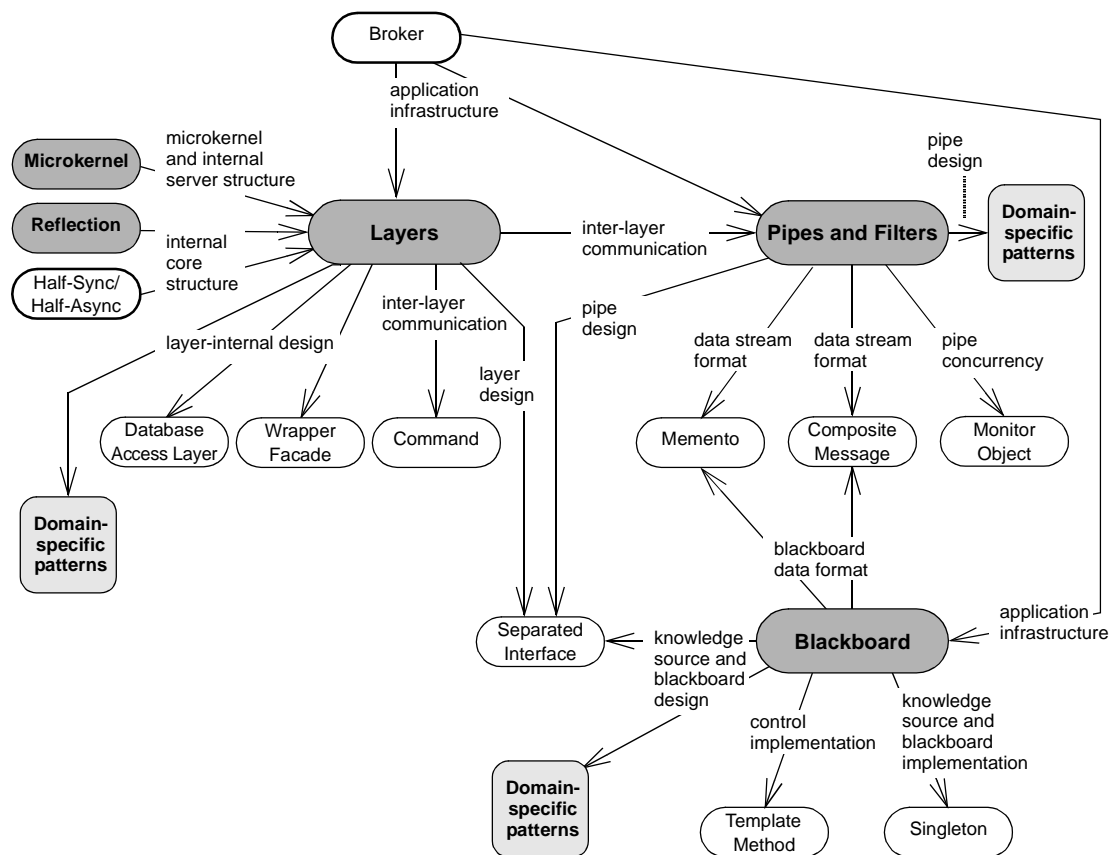 Broker
application
infrastructure
microkernel
and internal
server structure
Microkernel
pipe
design
Reflection
Layers
inter-layer
communication
Pipes and Filters
Domain-
specific
patterns
internal
core
structure
Half-Sync/
Half-Async
inter-layer
communication
pipe
design
layer-internal design
data stream
format
data stream
format
pipe
concurrency
layer
design
Database
Access Layer
Wrapper
Facade
Command
Memento
Composite
Message
Monitor
Object
Domain-
specific
patterns
blackboard
data format
Separated
Interface
knowledge
source and
blackboard
design
Blackboard
application
infrastructure
control
implementation
knowledge
source and
blackboard
implementation
Domain-
specific
patterns
Template
Method
Singleton